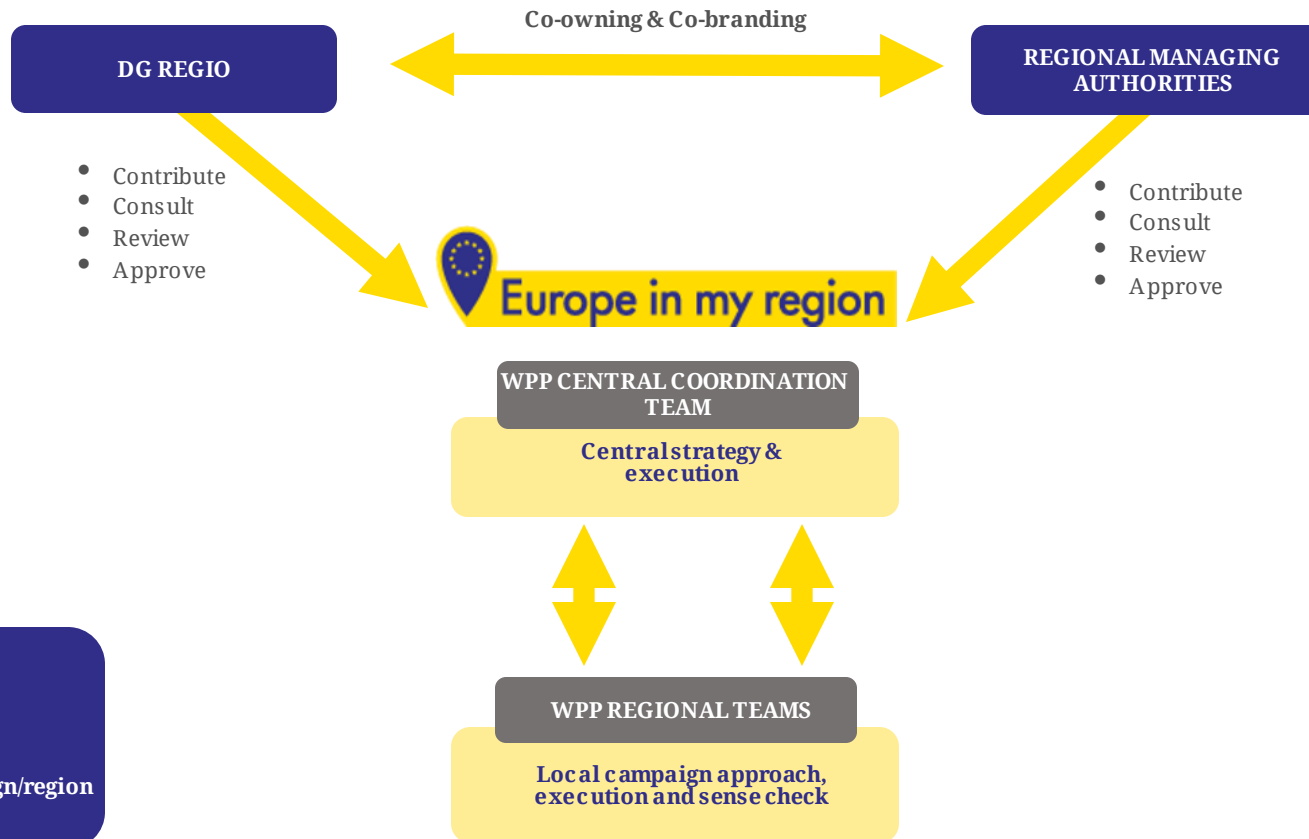 Co-owning & Co-branding
DG REGIO
REGIONAL MANAGING
AUTHORITIES
• Contribute
• Consult
• Review
• Approve
• Contribute
• Consult
• Review
• Approve
Europe in my region
WPP CENTRAL COORDINATION
TEAM
Central strategy &
execution
WPP REGIONAL TEAMS
Local campaign approach,
execution and sense check
gn/region